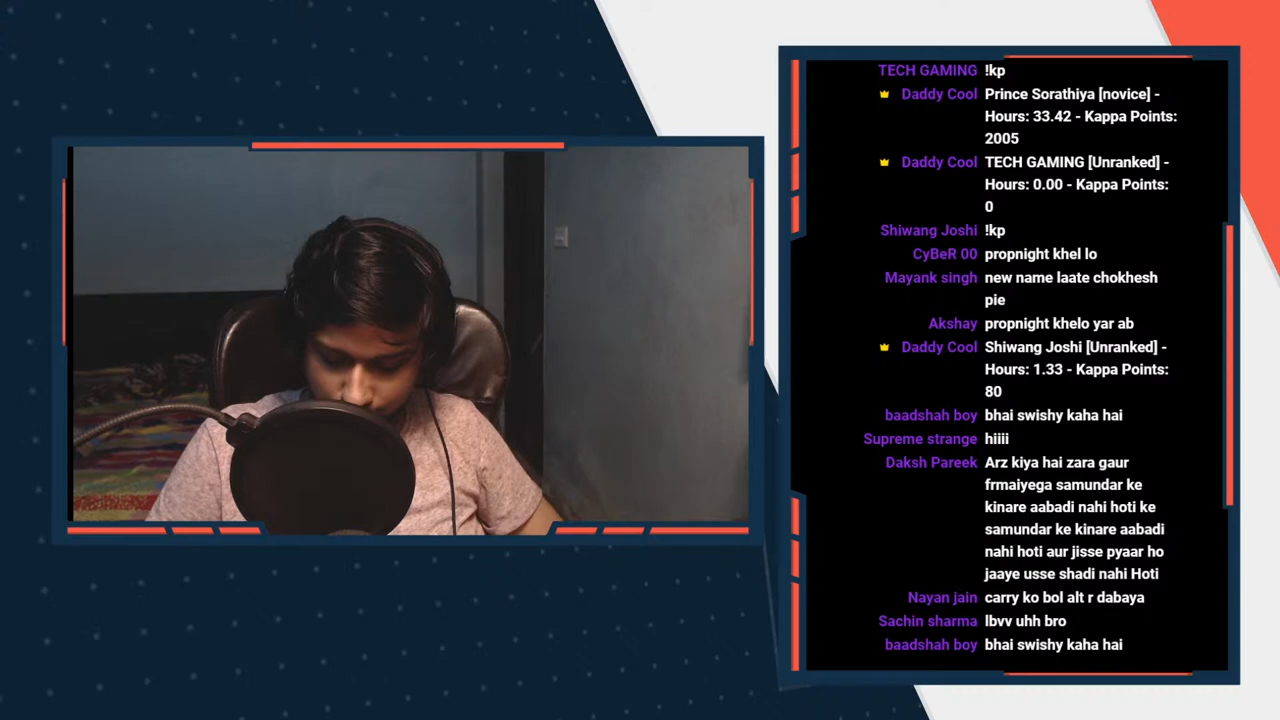 TECH GAMING !kp
Daddy Cool Prince Sorathiya [novice] -
Hours: 33.42 - Kappa Points:
2005
Daddy Cool TECH GAMING [Unranked] -
Hours: 0.00 - Kappa Points:
0
Shiwang Joshi !kp
CyBeR 00 propnight khel lo
Mayank singh new name laate chokhesh
pie
Akshay propnight khelo yar ab
Daddy Cool Shiwang Joshi [Unranked] -
Hours: 1.33 - Kappa Points:
80
baadshah boy bhai swishy kaha hai
Supreme strange hiiii
Daksh Pareek Arz kiya hai zara gaur
frmaiyega samundar ke
kinare aabadi nahi hoti ke
samundar ke kinare aabadi
nahi hoti aur jisse pyaar ho
jaaye usse shadi nahi Hoti
Nayan jain carry ko bol alt r dabaya
Sachin sharma lbvv uhh bro
baadshah boy bhai swishy kaha hai